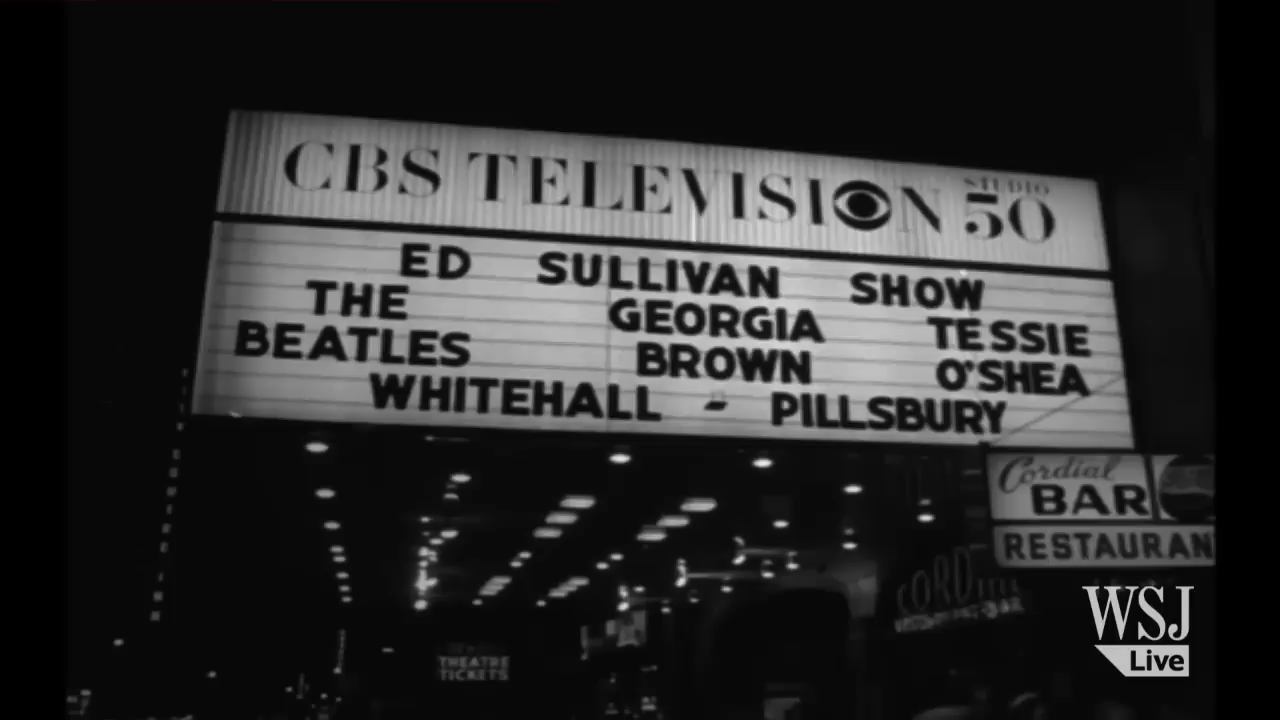 CBS TELEVISION STUDIO 50
ED SULLIVAN SHOW
THE GEORGIA TESSIE
BEATLES BROWN O'SHEA
WHITEHALL - PILLSBURY
Cordial
BAR
RESTAURAN
THEATRE
TICKETS
WSJ
Live